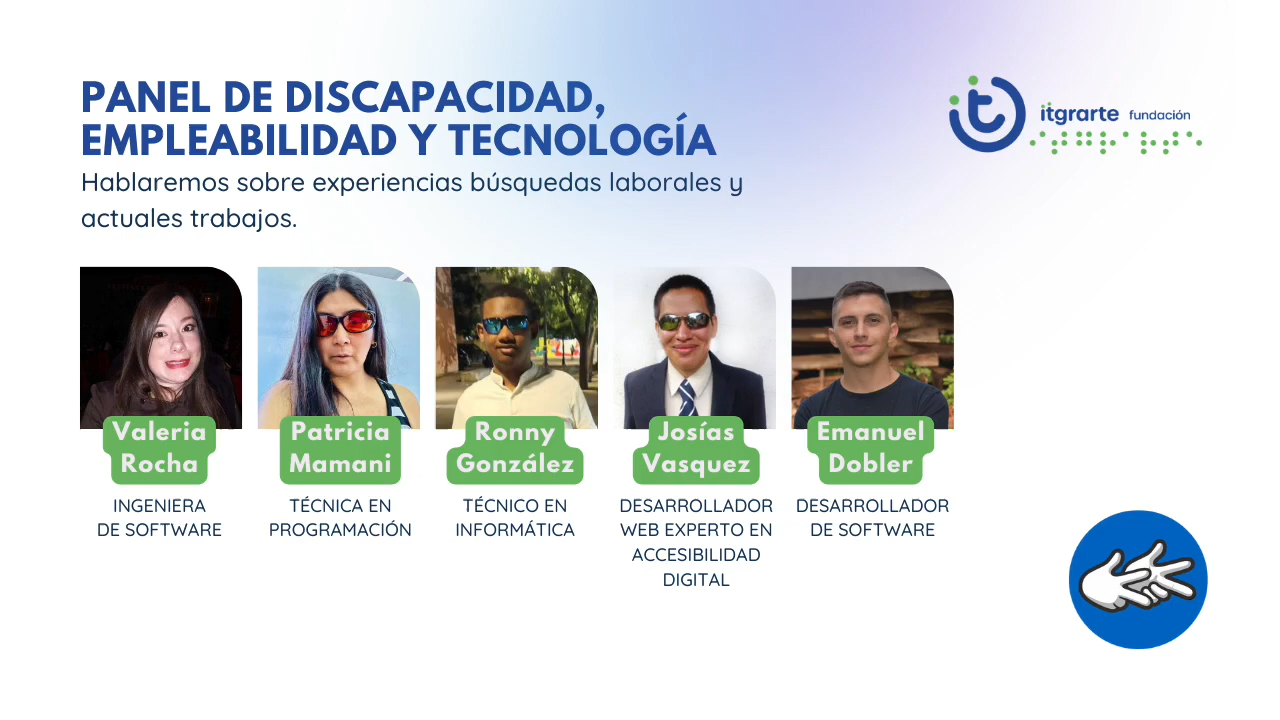 PANEL DE DISCAPACIDAD,
EMPLEABILIDAD Y TECNOLOGÍA
Hablaremos sobre experiencias búsquedas laborales y
actuales trabajos.
itgrarte fundación
Valeria
Rocha
INGENIERA
DE SOFTWARE
Patricia
Mamani
TÉCNICA EN
PROGRAMACIÓN
Ronny
González
TÉCNICO EN
INFORMÁTICA
Josías
Vasquez
DESARROLLADOR
WEB EXPERTO EN
ACCESIBILIDAD
DIGITAL
Emanuel
Dobler
DESARROLLADOR
DE SOFTWARE